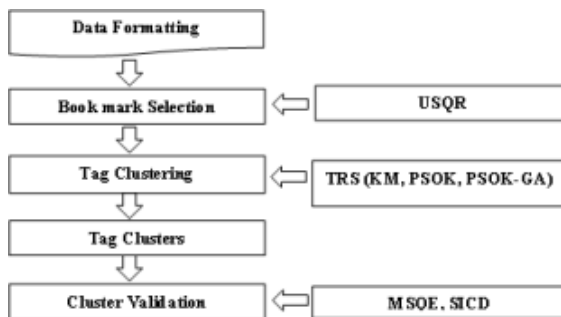 Data Formatting
Book mark Selection
USQR
Tag Clustering
TRS (KM, PSOK, PSOK-GA)
Tag Clusters
Cluster Validation
MSQE, SICD